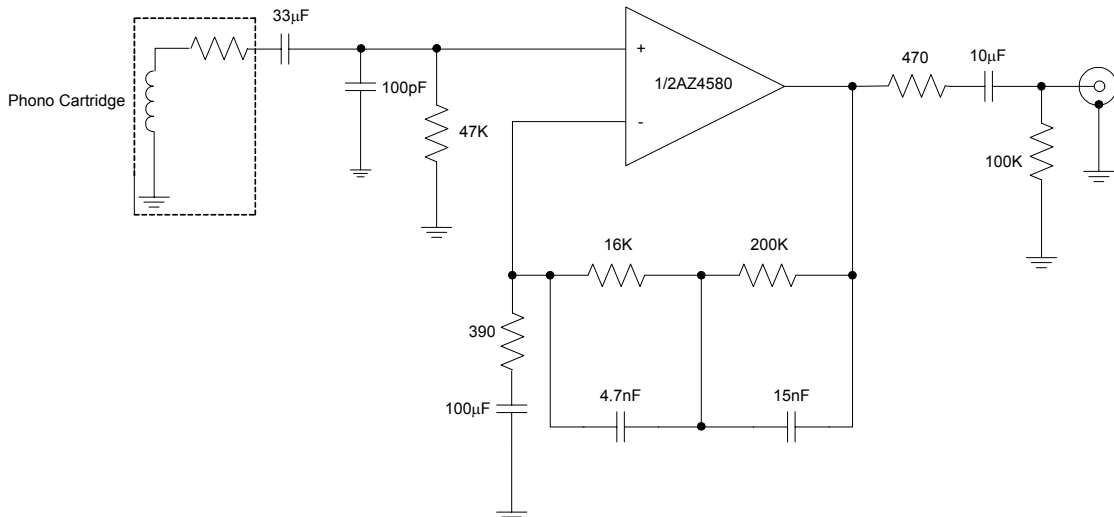 33μF
470
10μF
+
1/2AZ4580
100pF
Phono Cartridge
47K
-
100K
16K
200K
390
4.7nF
15nF
100μF